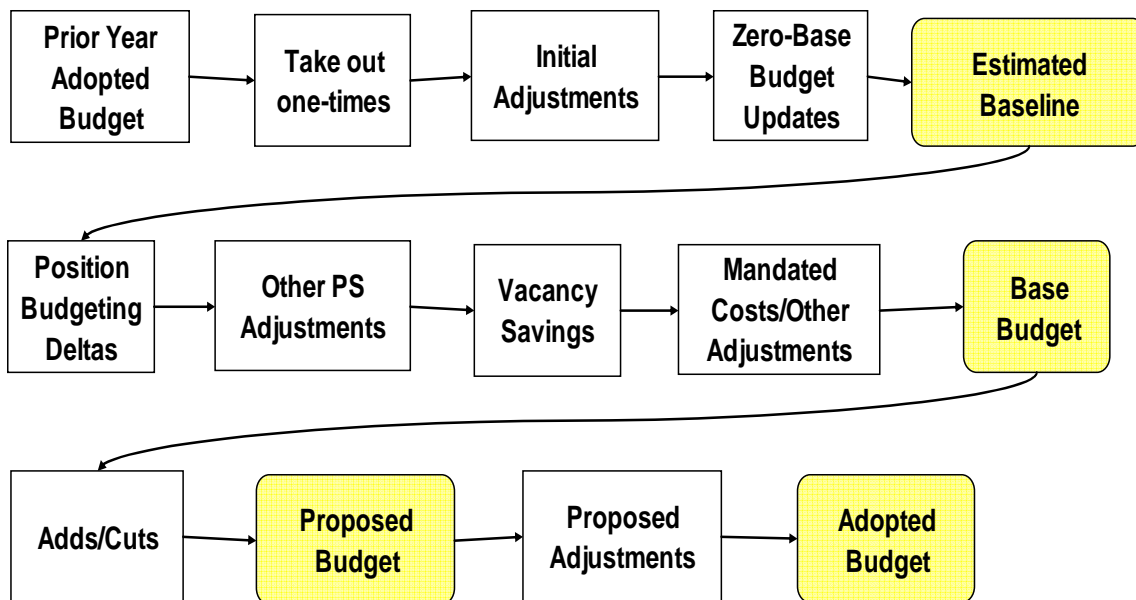 Prior Year
Adopted
Budget
Take out
one-times
Initial
Adjustments
Zero-Base
Budget
Updates
Estimated
Baseline
Position
Budgeting
Deltas
Other PS
Adjustments
Vacancy
Savings
Mandated
Costs/Other
Adjustments
Base
Budget
Adds/Cuts
Proposed
Budget
Proposed
Adjustments
Adopted
Budget